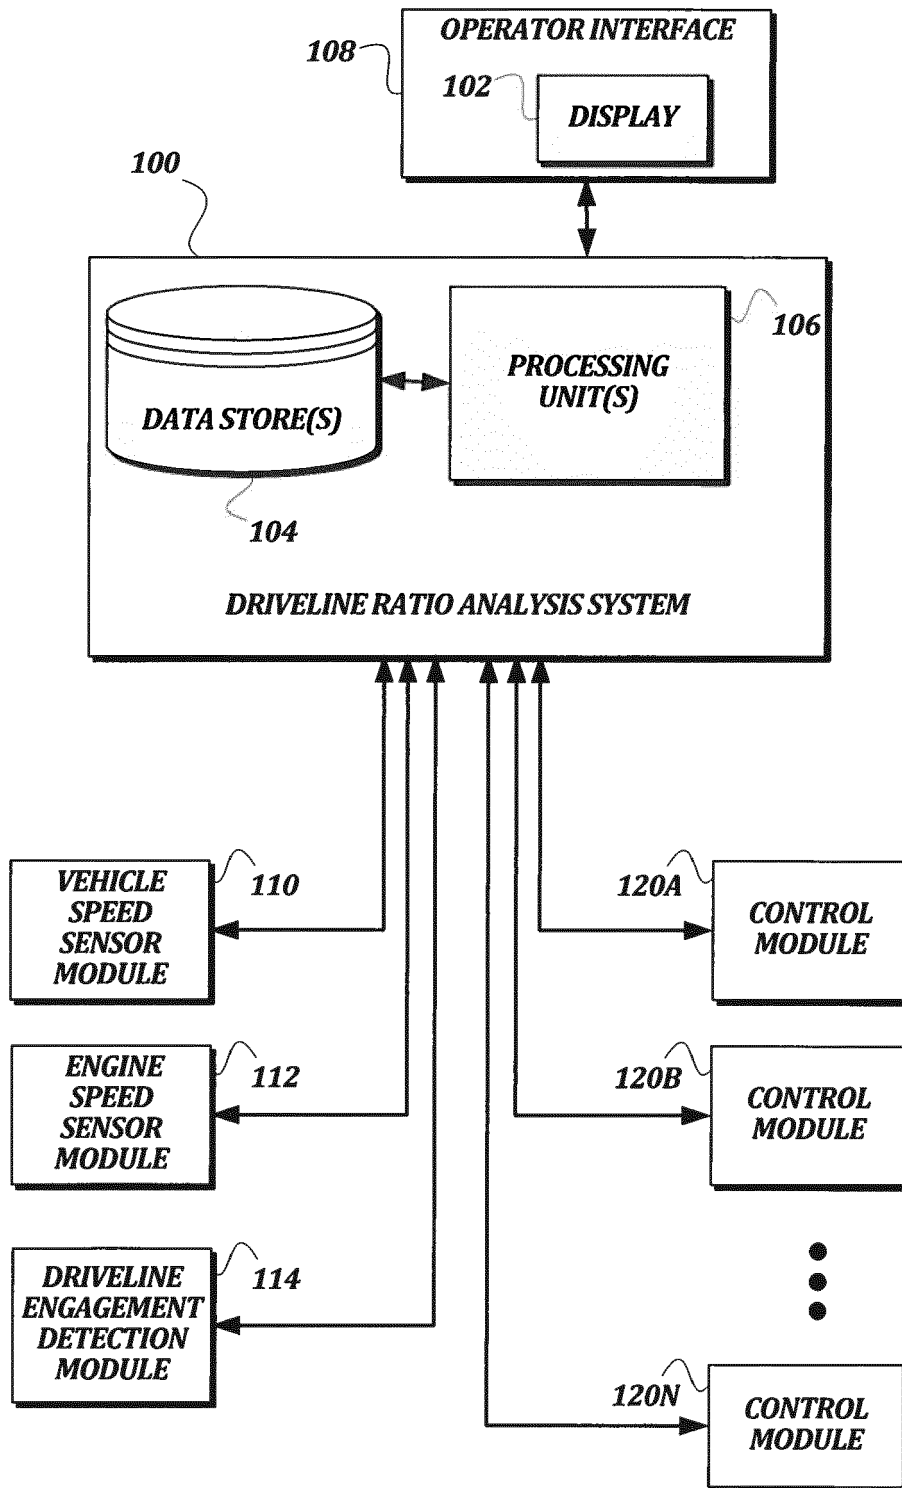 OPERATOR INTERFACE
108
102
DISPLAY
100
106
PROCESSING
UNIT(S)
DATA STORE(S)
104
DRIVELINE RATIO ANALYSIS SYSTEM
VEHICLE
SPEED
SENSOR
MODULE
110
120A
CONTROL
MODULE
ENGINE
SPEED
SENSOR
MODULE
112
120B
CONTROL
MODULE
DRIVELINE
ENGAGEMENT
DETECTION
MODULE
114
120N
CONTROL
MODULE